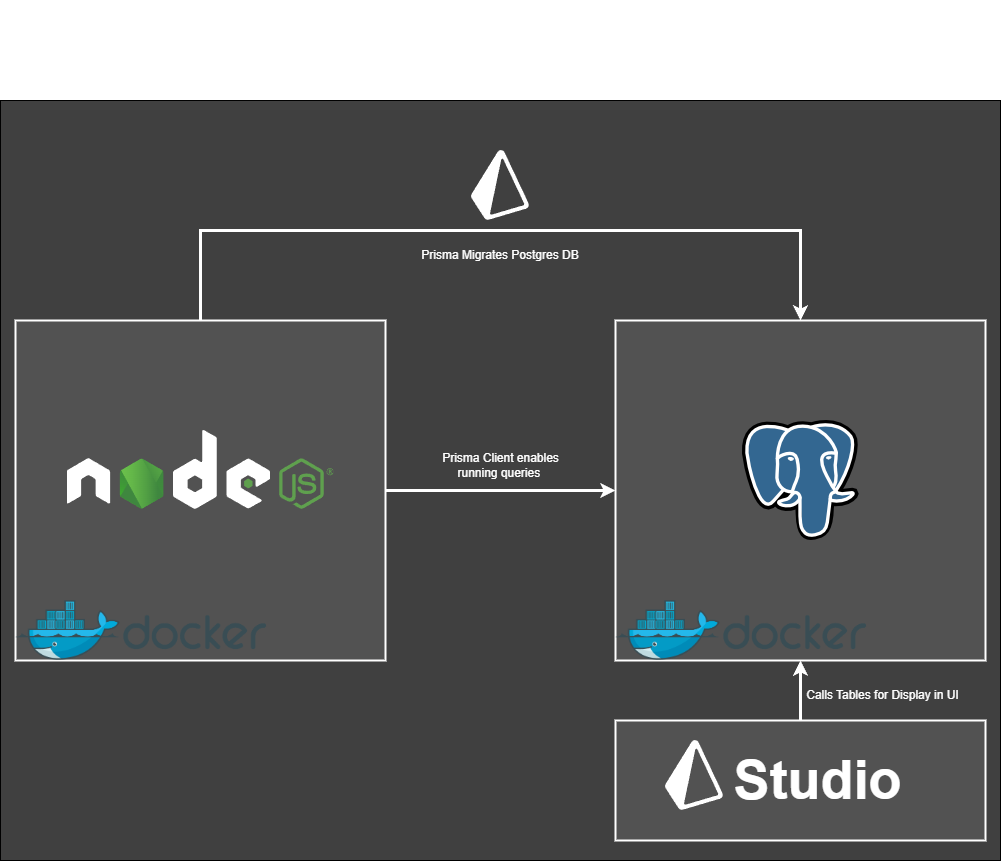 Prisma Migrates Postgres DB
Prisma Client enables
running queries
node
JS
®
docker
docker
Calls Tables for Display in UI
Studio